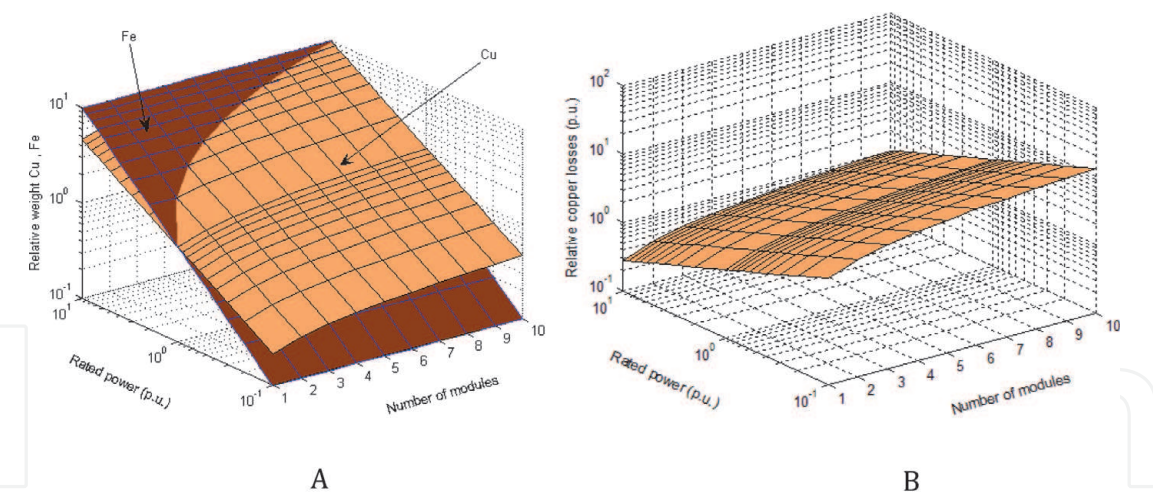 Fe
Cu
Relative weight Cu , Fe
10^1
10^0
10^-1
10^1
10^0
10^-1
Rated power (p.u.)
1 2 3 4 5 6 7 8 9 10
Number of modules
A
Relative copper losses (p.u.)
10^2
10^1
10^0
10^-1
10^1
10^0
10^-1
Rated power (p.u.)
1 2 3 4 5 6 7 8 9 10
Number of modules
B